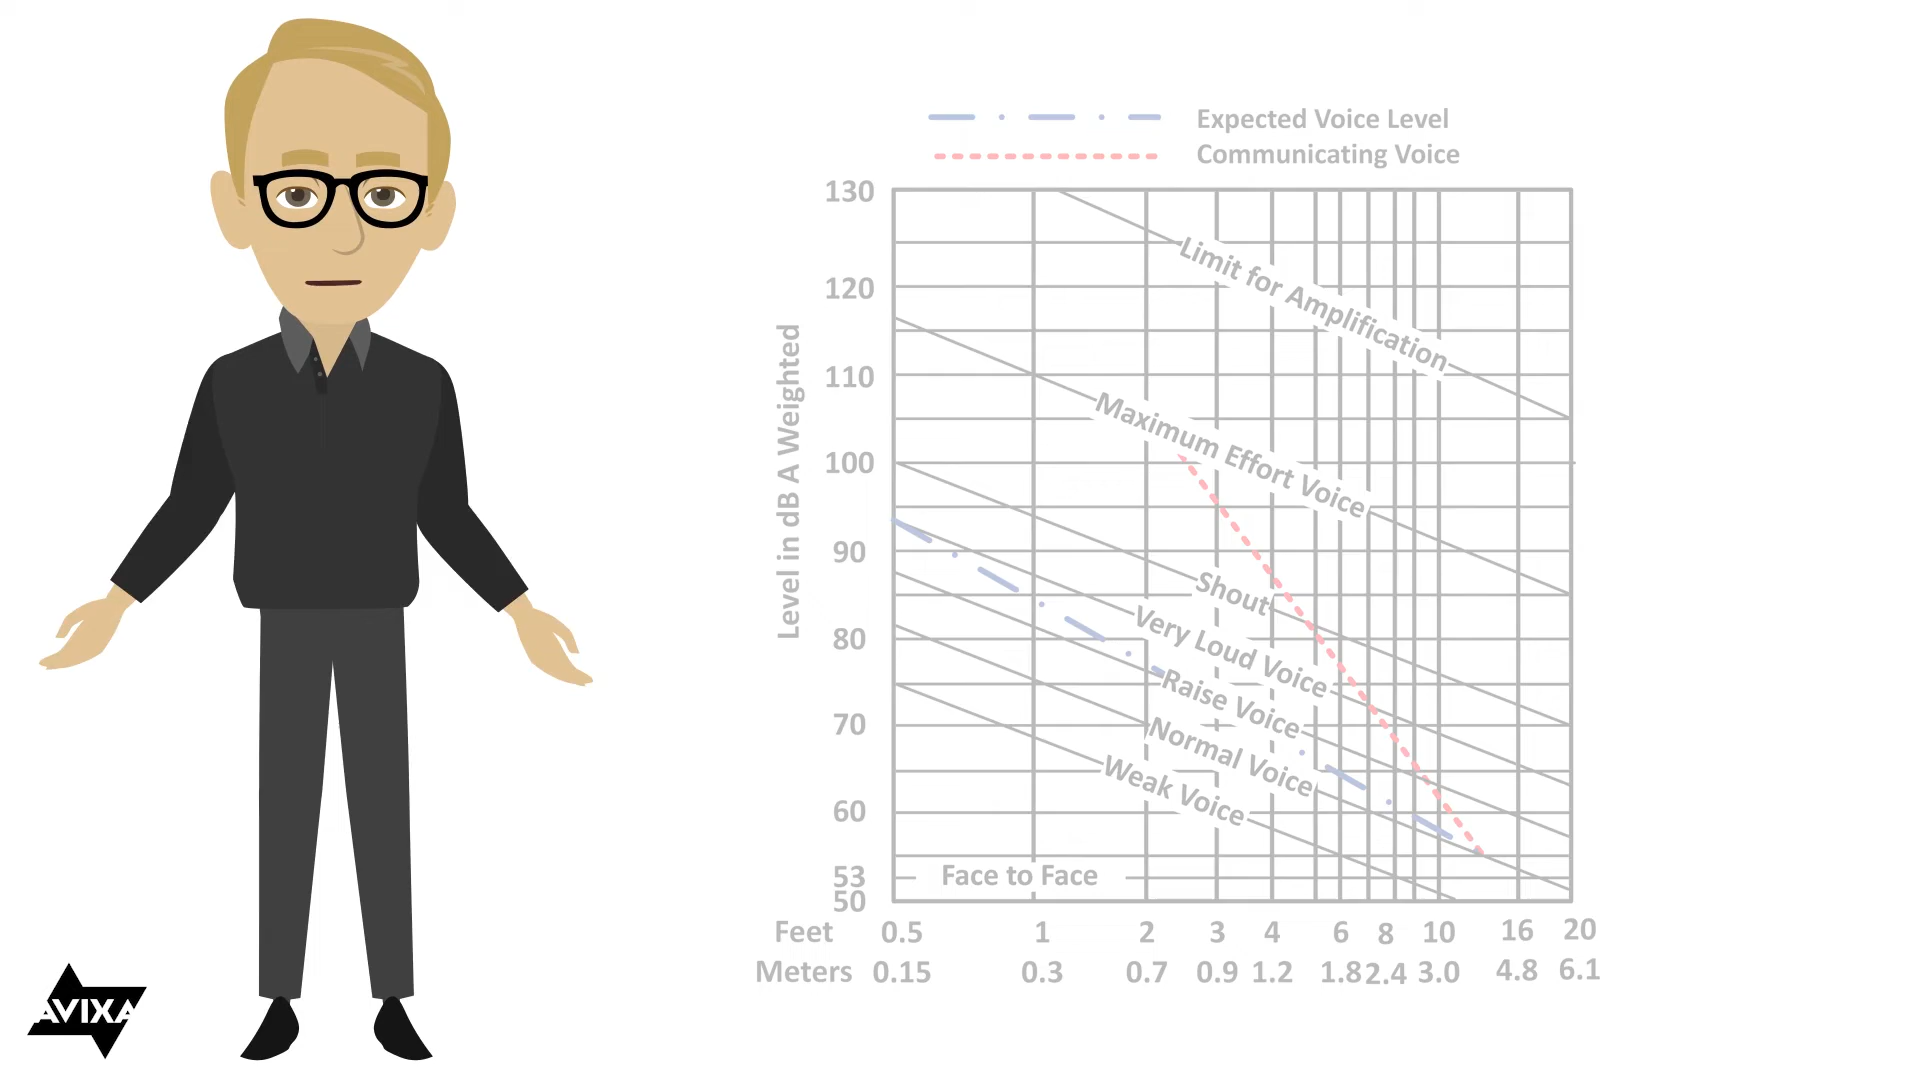 Expected Voice Level
Communicating Voice
130
120
110
100
90
80
70
60
53
50
Level in dB A Weighted
Limit for Amplification
Maximum Effort Voice
Shout
Very Loud Voice
Raise Voice
Normal Voice
Weak Voice
Face to Face
Feet 0.5 1 2 3 4 6 8 10 16 20
Meters 0.15 0.3 0.7 0.9 1.2 1.8 2.4 3.0 4.8 6.1
AVIXA